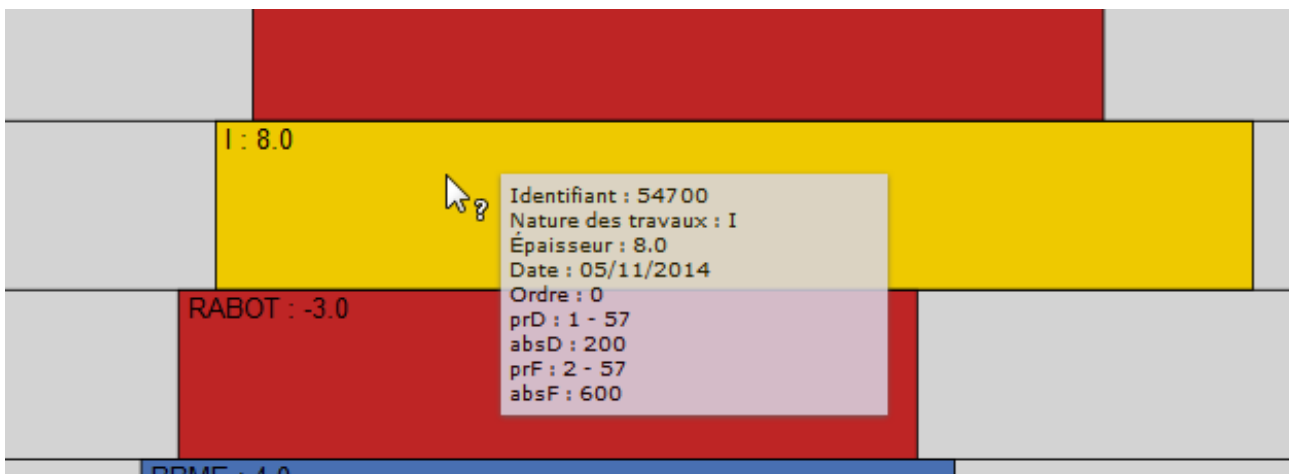 I : 8.0
Identifiant : 54700
Nature des travaux : I
Épaisseur : 8.0
Date : 05/11/2014
Ordre : 0
prD : 1 - 57
absD : 200
prF : 2 - 57
absF : 600
RABOT : -3.0